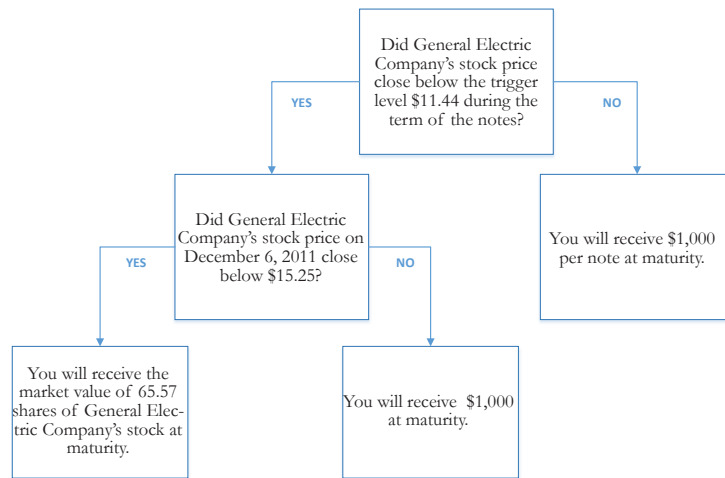 Did General Electric
Company's stock price
close below the trigger
level $11.44 during the
term of the notes?
YES
NO
Did General Electric
Company's stock price on
December 6, 2011 close
below $15.25?
You will receive $1,000
per note at maturity.
YES
NO
You will receive the
market value of 65.57
shares of General Elec-
tric Company's stock at
maturity.
You will receive $1,000
at maturity.